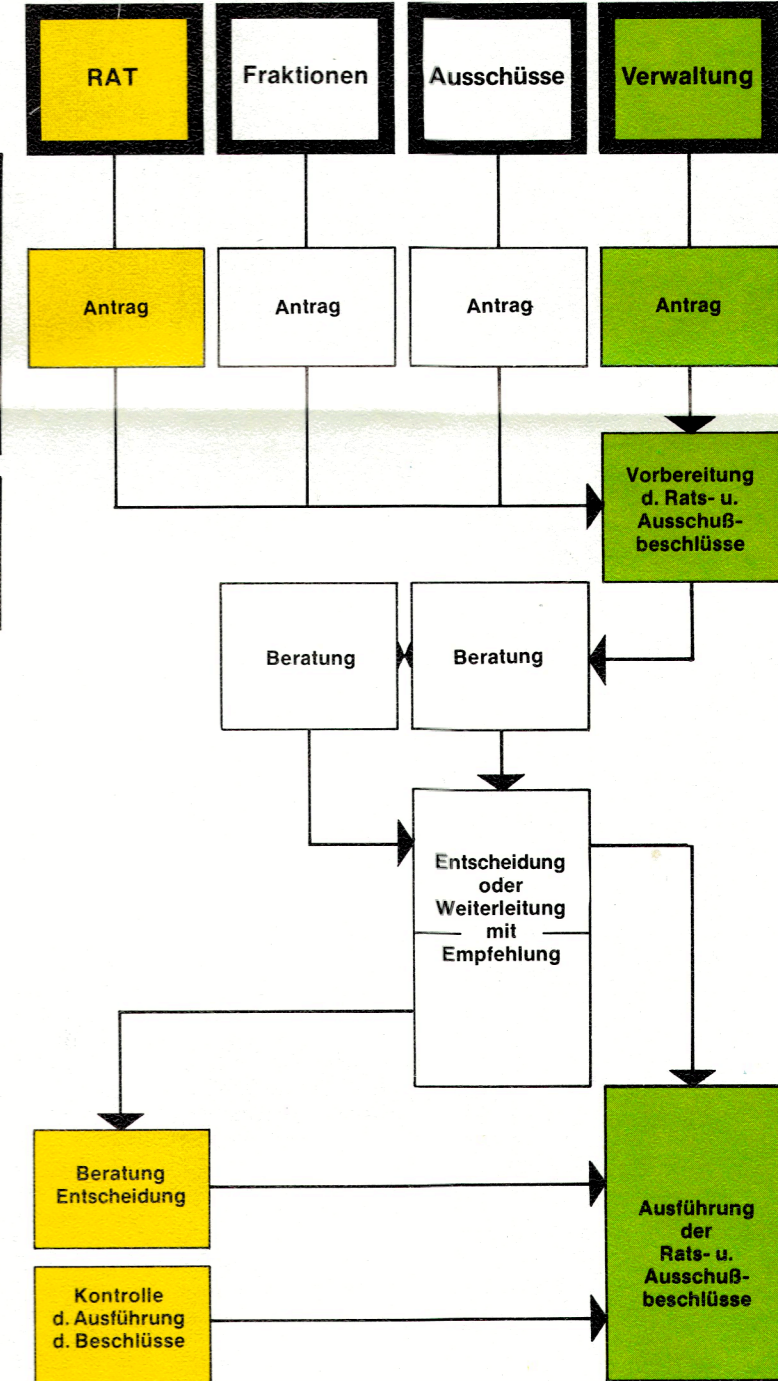 RAT
Fraktionen
Ausschüsse
Verwaltung
Antrag
Antrag
Antrag
Antrag
Vorbereitung
d. Rats- u.
Ausschuß-
beschlüsse
Beratung
Beratung
Entscheidung
oder
Weiterleitung
mit
Empfehlung
Beratung
Entscheidung
Ausführung
der
Rats- u.
Ausschuß-
beschlüsse
Kontrolle
d. Ausführung
d. Beschlüsse